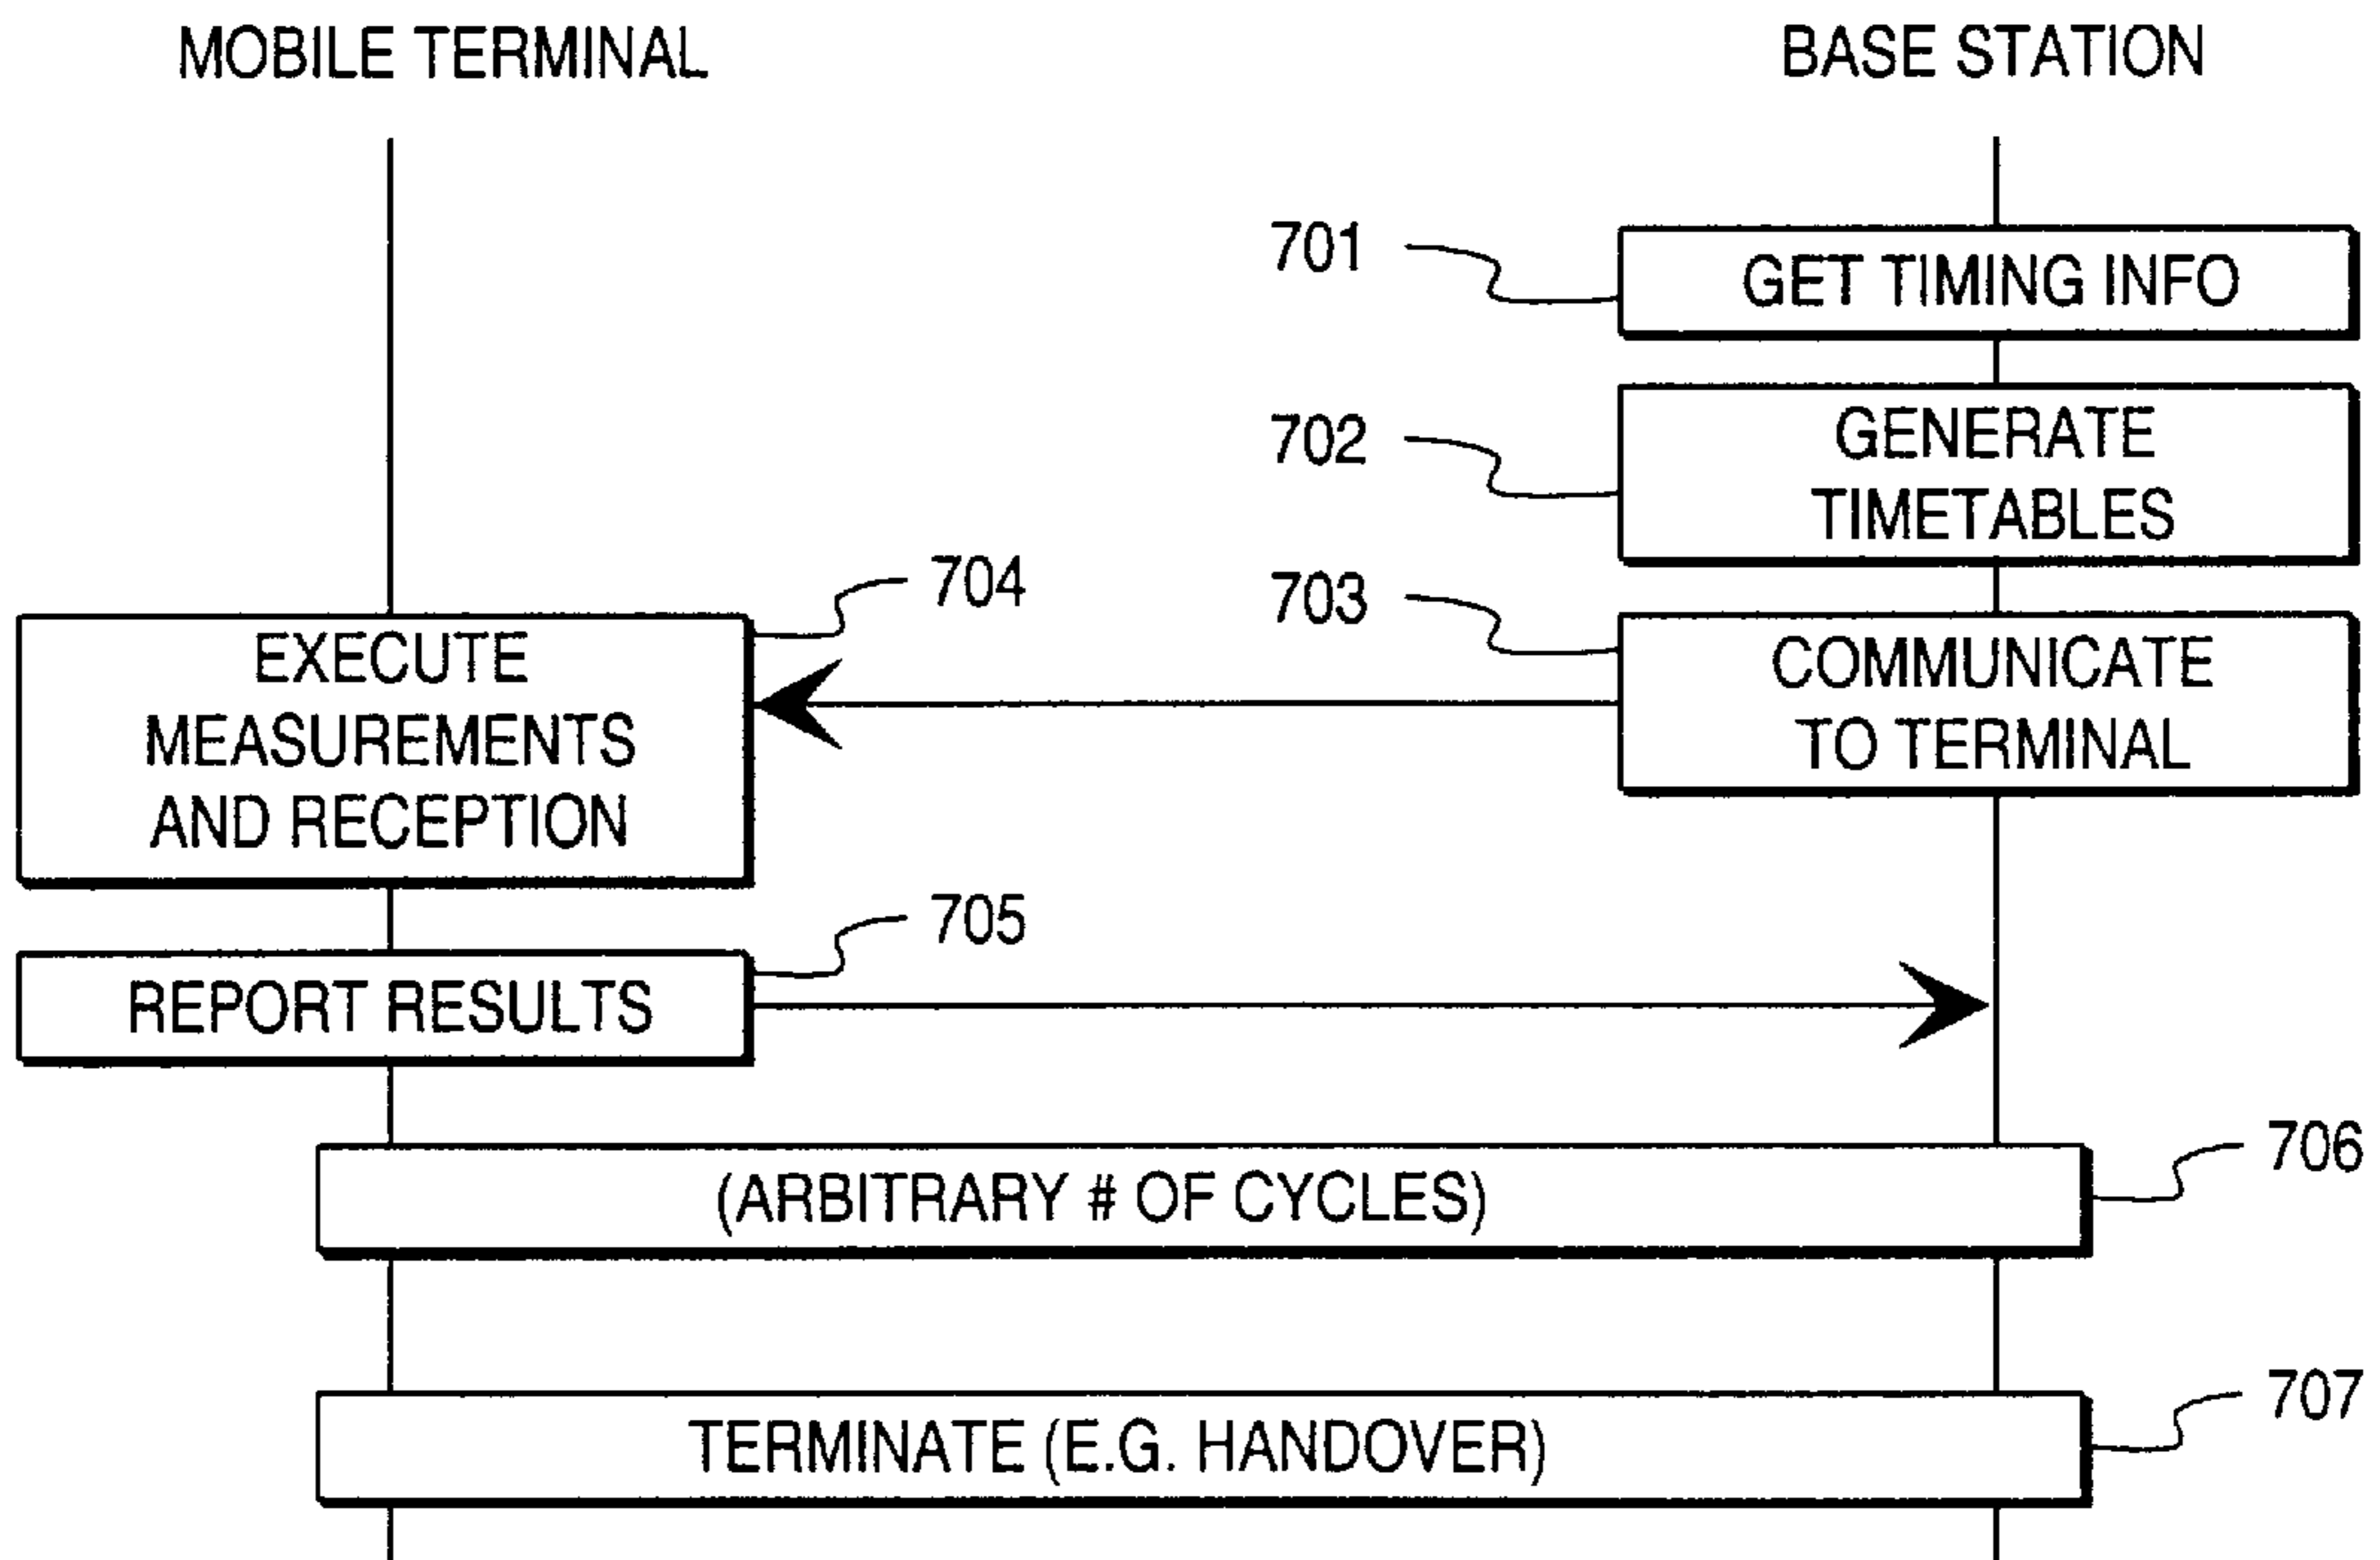 MOBILE TERMINAL
BASE STATION
701
GET TIMING INFO
702
GENERATE
TIMETABLES
703
COMMUNICATE
TO TERMINAL
704
EXECUTE
MEASUREMENTS
AND RECEPTION
705
REPORT RESULTS
706
(ARBITRARY # OF CYCLES)
707
TERMINATE (E.G. HANDOVER)